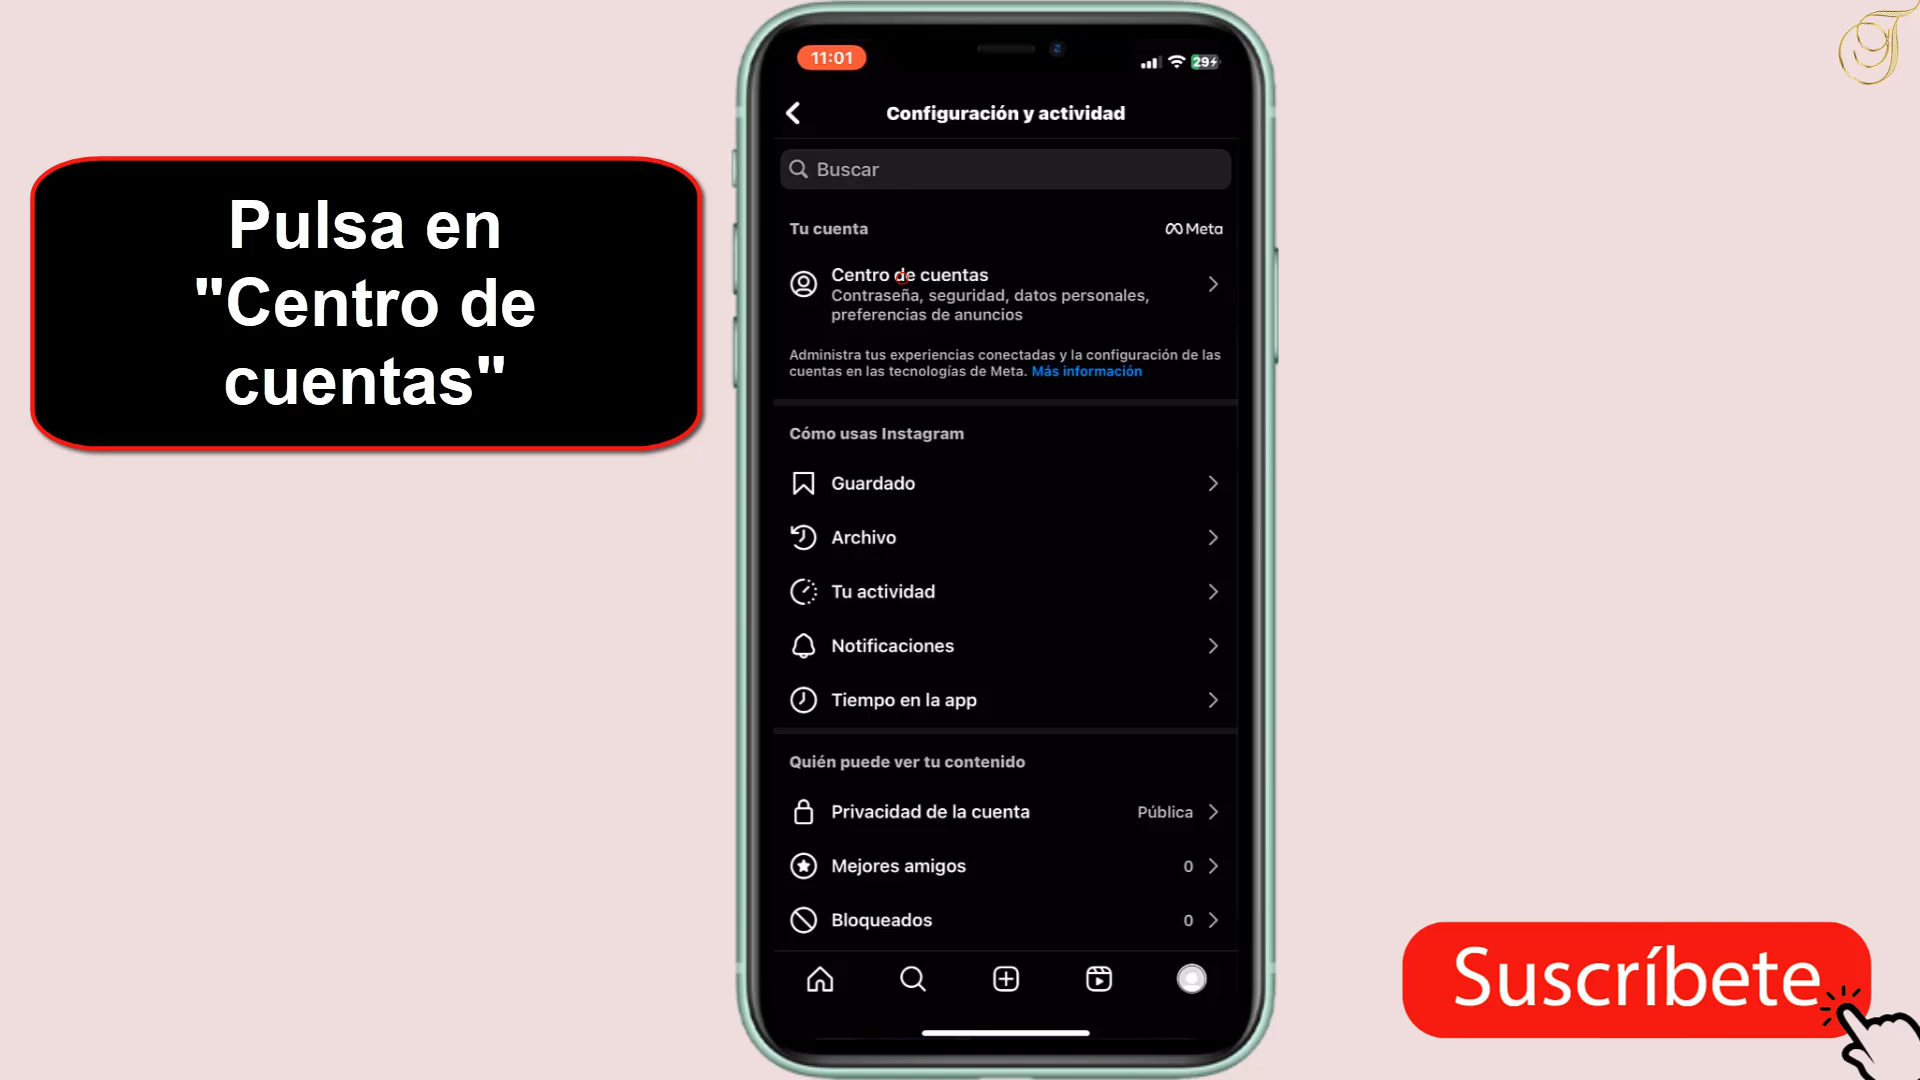 Pulsa en
"Centro de
cuentas"
11:01
29
Configuración y actividad
Buscar
Tu cuenta
Meta
Centro de cuentas
Contraseña, seguridad, datos personales,
preferencias de anuncios
Administra tus experiencias conectadas y la configuración de las
cuentas en las tecnologías de Meta. Más información
Cómo usas Instagram
Guardado
Archivo
Tu actividad
Notificaciones
Tiempo en la app
Quién puede ver tu contenido
Privacidad de la cuenta Pública
Mejores amigos 0
Bloqueados 0
Suscríbete